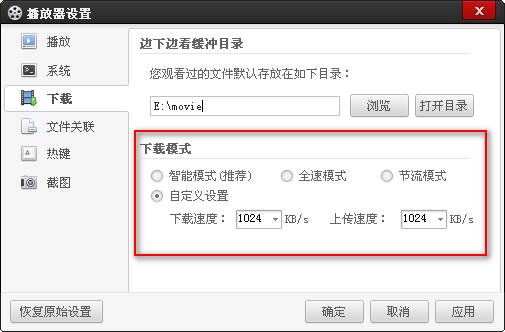 播放器设置
播放
系统
下载
文件关联
热键
截图
边下边看缓冲目录
您观看过的文件默认存放在如下目录：
E:\movie
浏览
打开目录
下载模式
智能模式(推荐)
全速模式
节流模式
自定义设置
下载速度： 1024 KB/s 上传速度： 1024 KB/s
恢复原始设置
确定
取消
应用